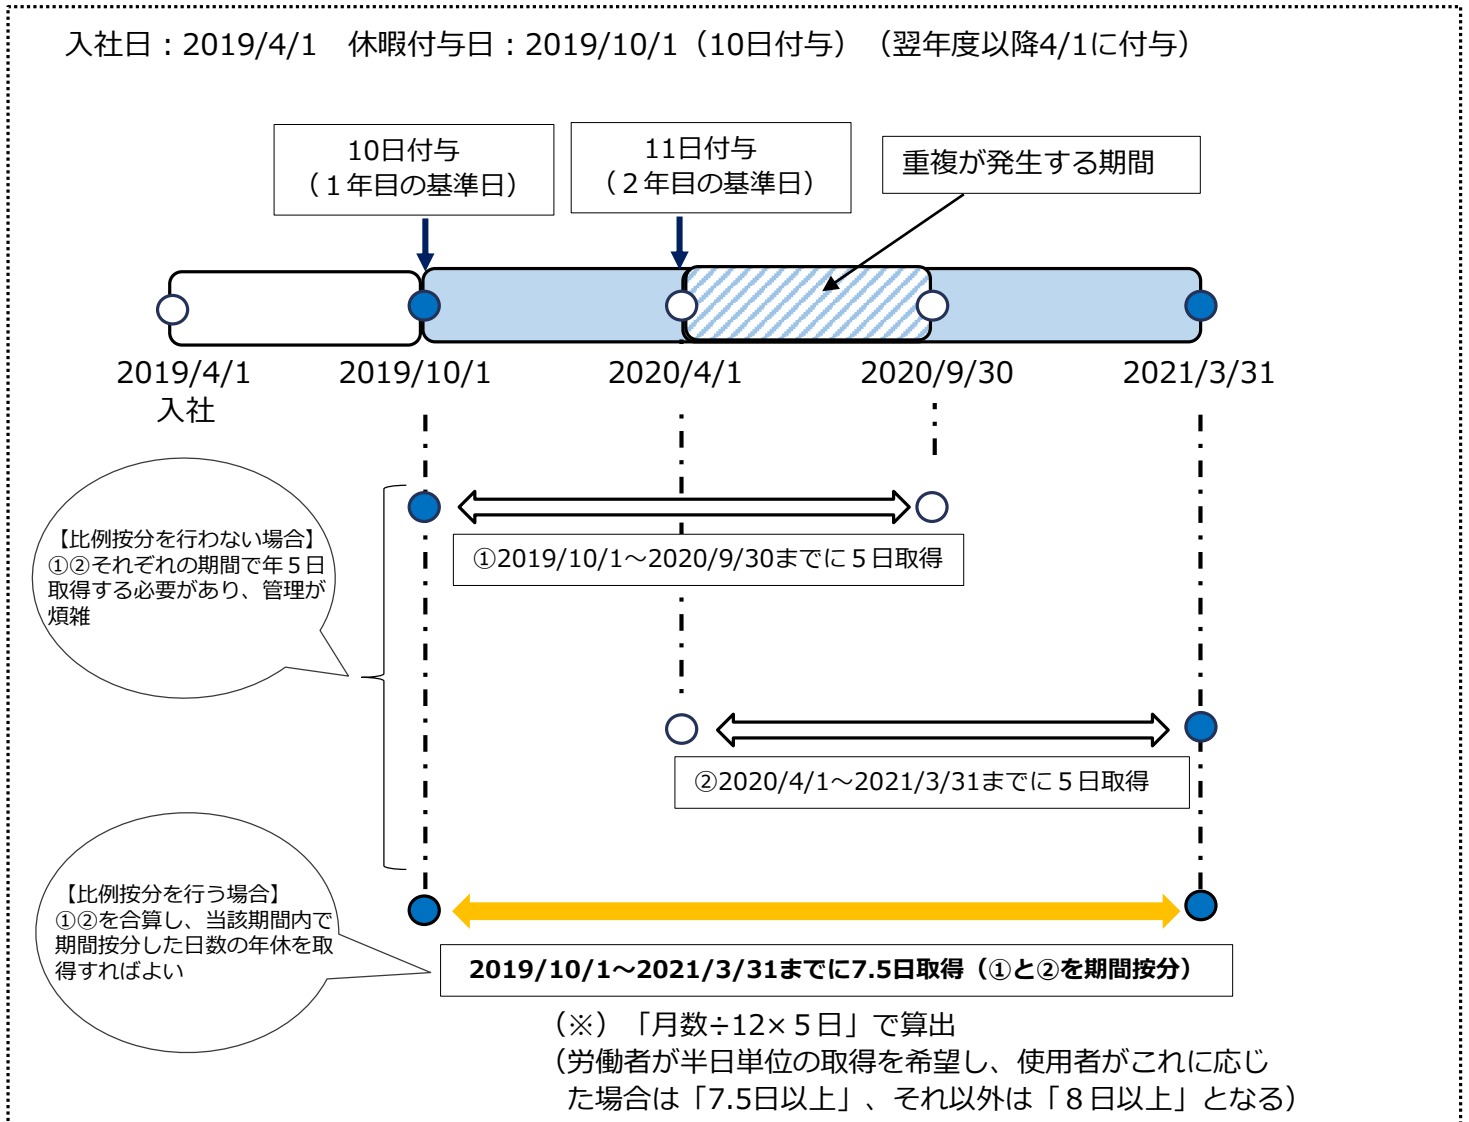 入社日：2019/4/1　休暇付与日：2019/10/1（10日付与）（翌年度以降4/1に付与）
10日付与
（１年目の基準日）
11日付与
（２年目の基準日）
重複が発生する期間
2019/4/1
入社
2019/10/1
2020/4/1
2020/9/30
2021/3/31
【比例按分を行わない場合】
①②それぞれの期間で年５日
取得する必要があり、管理が
煩雑
①2019/10/1～2020/9/30までに５日取得
②2020/4/1～2021/3/31までに５日取得
【比例按分を行う場合】
①②を合算し、当該期間内で
期間按分した日数の年休を取
得すればよい
2019/10/1～2021/3/31までに7.5日取得（①と②を期間按分）
（※）「月数÷12×５日」で算出
（労働者が半日単位の取得を希望し、使用者がこれに応じ
た場合は「7.5日以上」、それ以外は「８日以上」となる）